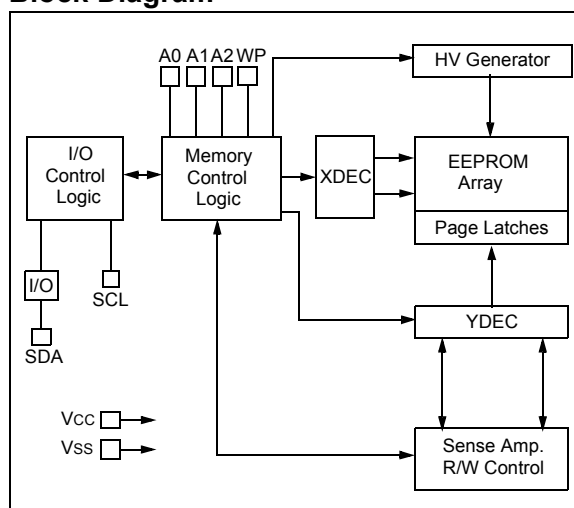 Block Diagram
A0 A1 A2 WP
HV Generator
I/O
Control
Logic
Memory
Control
Logic
XDEC
EEPROM
Array
Page Latches
I/O
SCL
SDA
YDEC
VCC
VSS
Sense Amp.
R/W Control